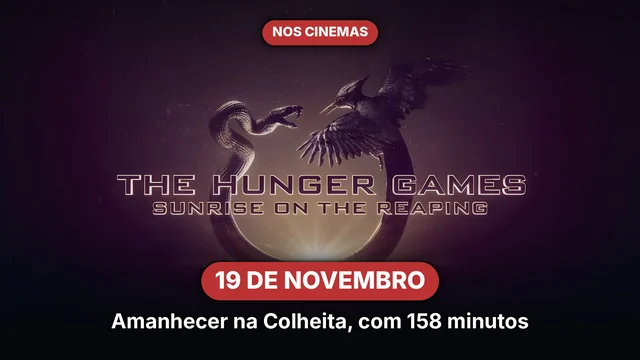 NOS CINEMAS
THE HUNGER GAMES
SUNRISE ON THE REAPING
19 DE NOVEMBRO
Amanhecer na Colheita, com 158 minutos